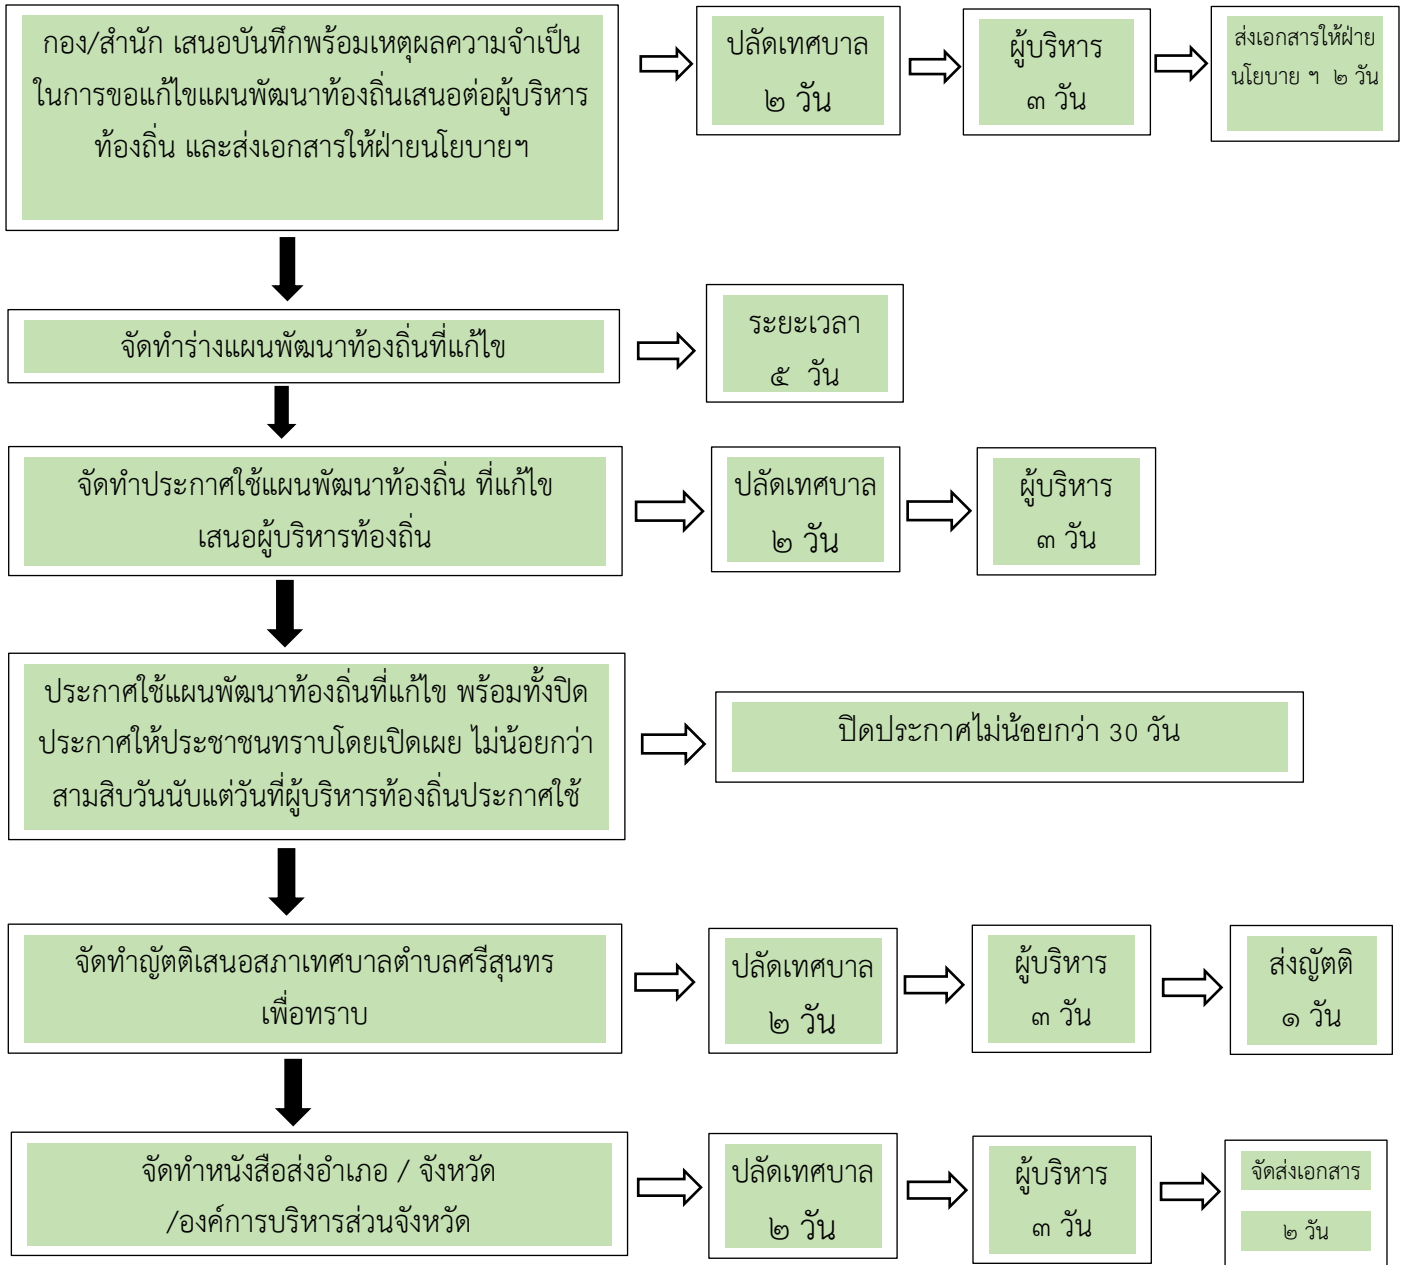 กอง/สำนัก เสนอบันทึกพร้อมเหตุผลความจำเป็น
ในการขอแก้ไขแผนพัฒนาท้องถิ่นเสนอต่อผู้บริหาร
ท้องถิ่น และส่งเอกสารให้ฝ่ายนโยบายฯ
ปลัดเทศบาล
๒ วัน
ผู้บริหาร
๓ วัน
ส่งเอกสารให้ฝ่าย
นโยบาย ฯ ๒ วัน
จัดทำร่างแผนพัฒนาท้องถิ่นที่แก้ไข
ระยะเวลา
๕ วัน
จัดทำประกาศใช้แผนพัฒนาท้องถิ่น ที่แก้ไข
เสนอผู้บริหารท้องถิ่น
ปลัดเทศบาล
๒ วัน
ผู้บริหาร
๓ วัน
ประกาศใช้แผนพัฒนาท้องถิ่นที่แก้ไข พร้อมทั้งปิด
ประกาศให้ประชาชนทราบโดยเปิดเผย ไม่น้อยกว่า
สามสิบวันนับแต่วันที่ผู้บริหารท้องถิ่นประกาศใช้
ปิดประกาศไม่น้อยกว่า 30 วัน
จัดทำญัตติเสนอสภาเทศบาลตำบลศรีสุนทร
เพื่อทราบ
ปลัดเทศบาล
๒ วัน
ผู้บริหาร
๓ วัน
ส่งญัตติ
๑ วัน
จัดทำหนังสือส่งอำเภอ / จังหวัด
/องค์การบริหารส่วนจังหวัด
ปลัดเทศบาล
๒ วัน
ผู้บริหาร
๓ วัน
จัดส่งเอกสาร
๒ วัน